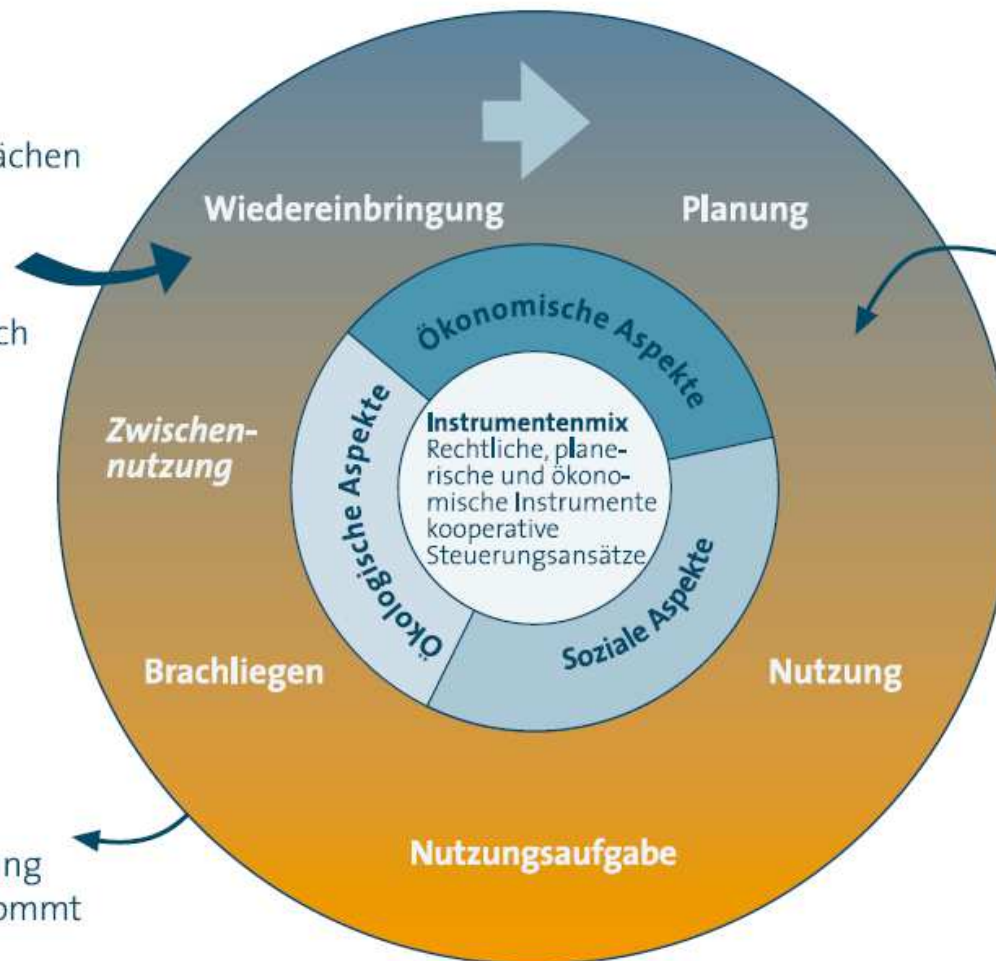 ächen
Wiedereinbringung
Planung
ch
Ökonomische Aspekte
Zwischen-
nutzung
Ökologische Aspekte
Instrumentenmix
Rechtliche, plane-
rische und ökono-
mische Instrumente
kooperative
Steuerungsansätze
Soziale Aspekte
Brachliegen
Nutzung
Nutzungsaufgabe
ng
ommt